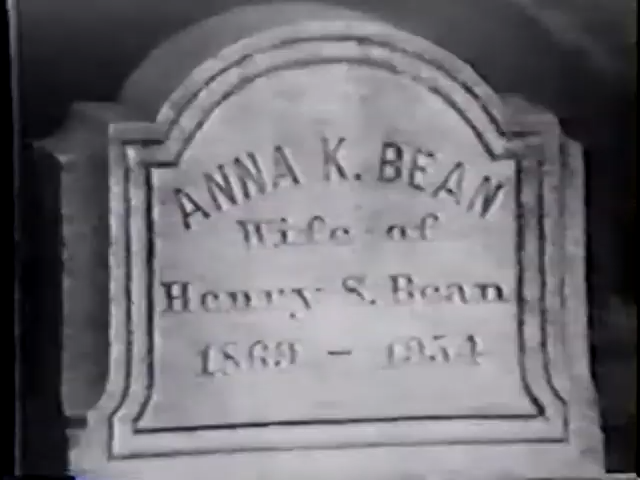 ANNA K. BEAN
Wife of
Henry S. Bean
1869 - 1954